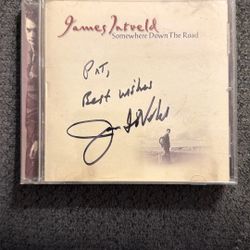 James Intveld
Somewhere Down The Road
PAT,
Best wishes